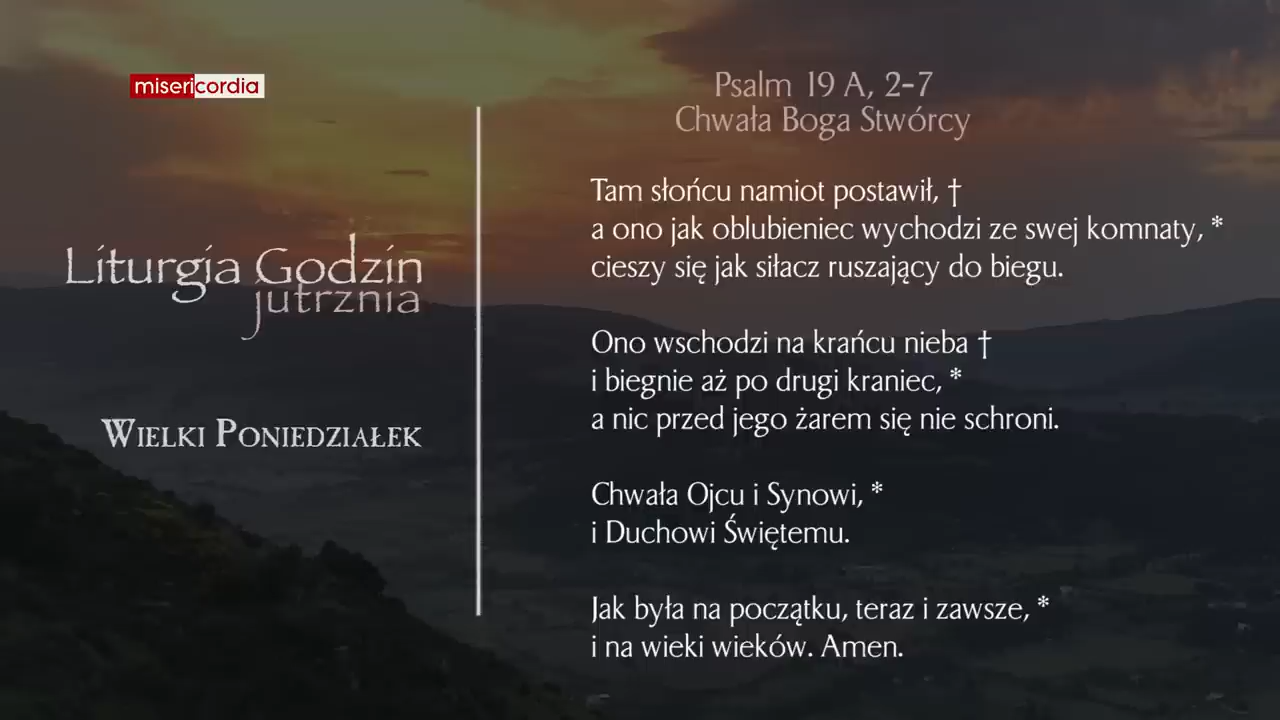 misericordia
Liturgia Godzin
jutrznia
Wielki Poniedziałek
Psalm 19 A, 2-7
Chwała Boga Stwórcy
Tam słońcu namiot postawił, †
a ono jak oblubieniec wychodzi ze swej komnaty, *
cieszy się jak siłacz ruszający do biegu.
Ono wschodzi na krańcu nieba †
i biegnie aż po drugi kraniec, *
a nic przed jego żarem się nie schroni.
Chwała Ojcu i Synowi, *
i Duchowi Świętemu.
Jak była na początku, teraz i zawsze, *
i na wieki wieków. Amen.